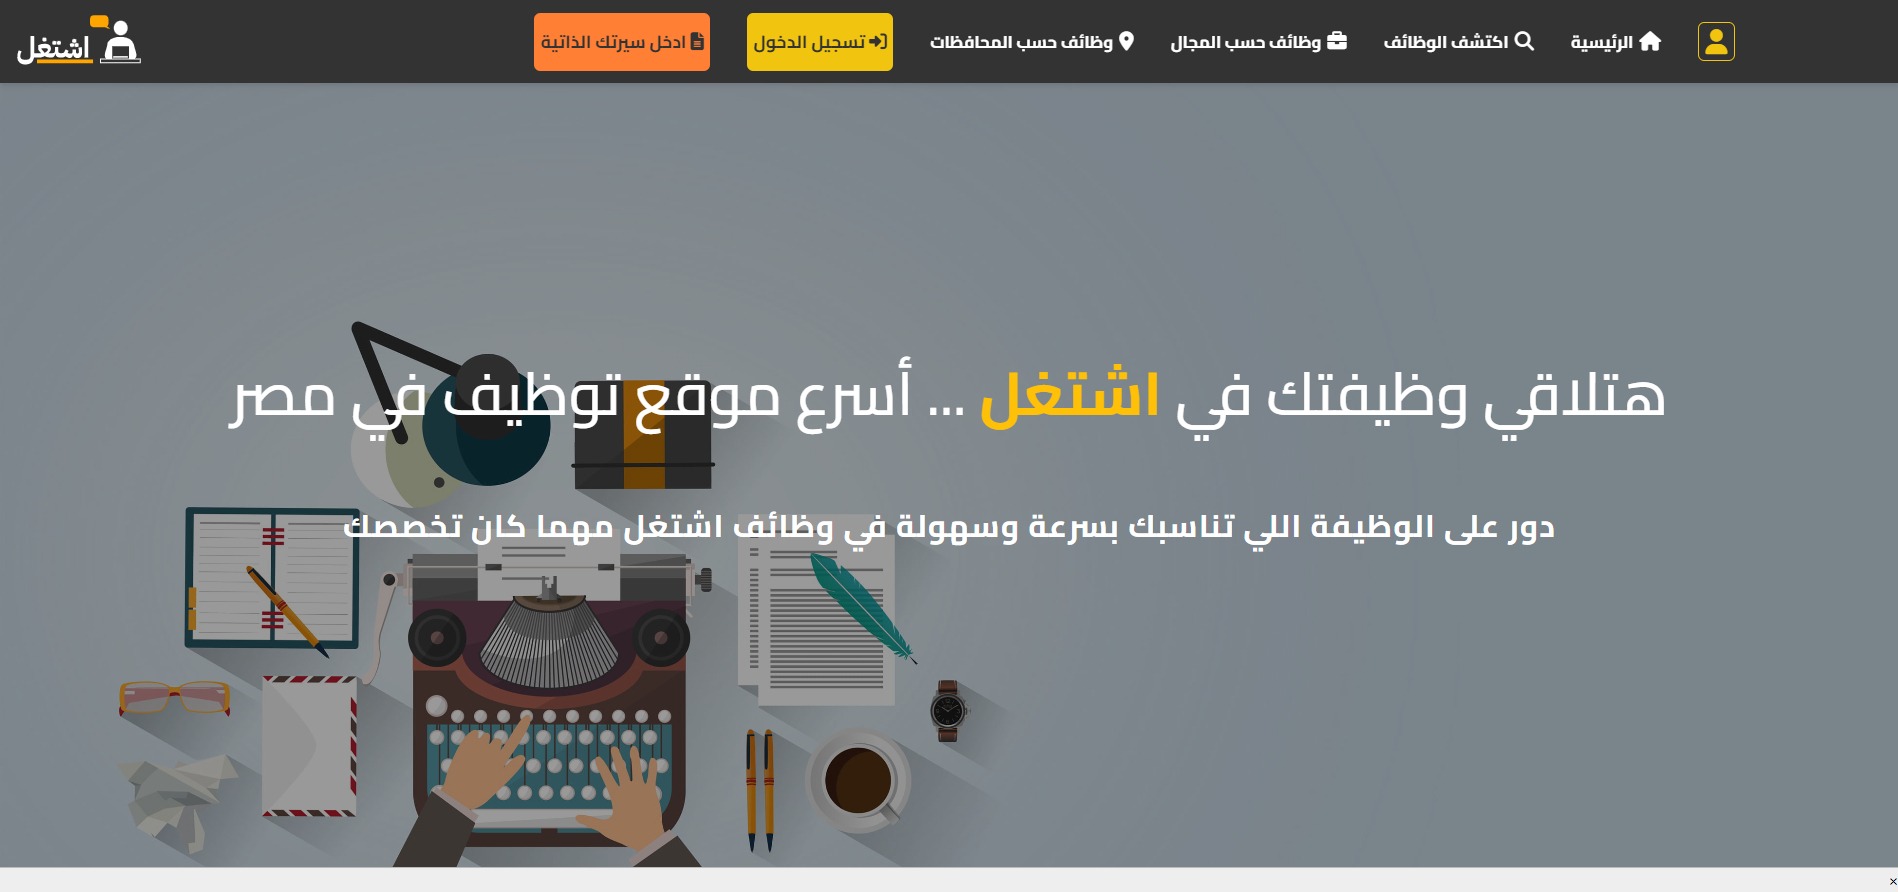 الرئيسية
اكتشف الوظائف
وظائف حسب المجال
وظائف حسب المحافظات
تسجيل الدخول
ادخل سيرتك الذاتية
اشتغل
هتلاقي وظيفتك في اشتغل ... أسرع موقع توظيف في مصر
دور على الوظيفة اللي تناسبك بسرعة وسهولة في وظائف اشتغل مهما كان تخصصك